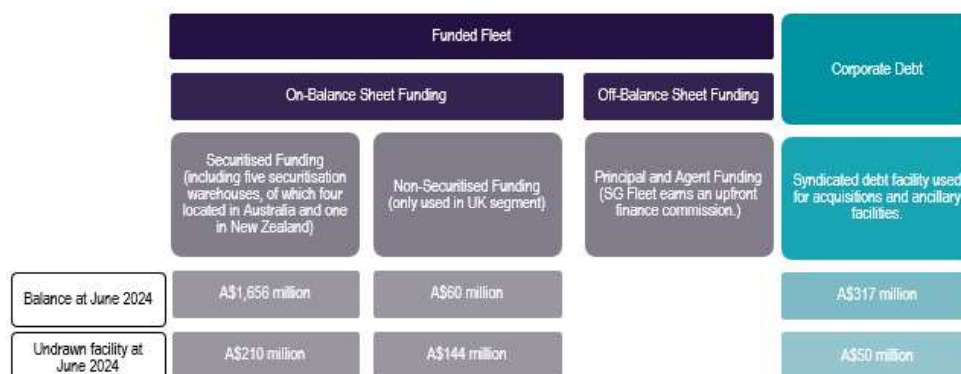 Funded Fleet
Corporate Debt
On-Balance Sheet Funding
Off-Balance Sheet Funding
Securitised Funding
(including five securitisation
warehouses, of which four
located in Australia and one
in New Zealand)
Non-Securitised Funding
(only used in UK segment)
Principal and Agent Funding
(SG Fleet earns an upfront
finance commission.)
Syndicated debt facility used
for acquisitions and ancillary
facilities.
Balance at June 2024
A$1,656 million
A$60 million
A$317 million
Undrawn facility at
June 2024
A$210 million
A$144 million
A$50 million